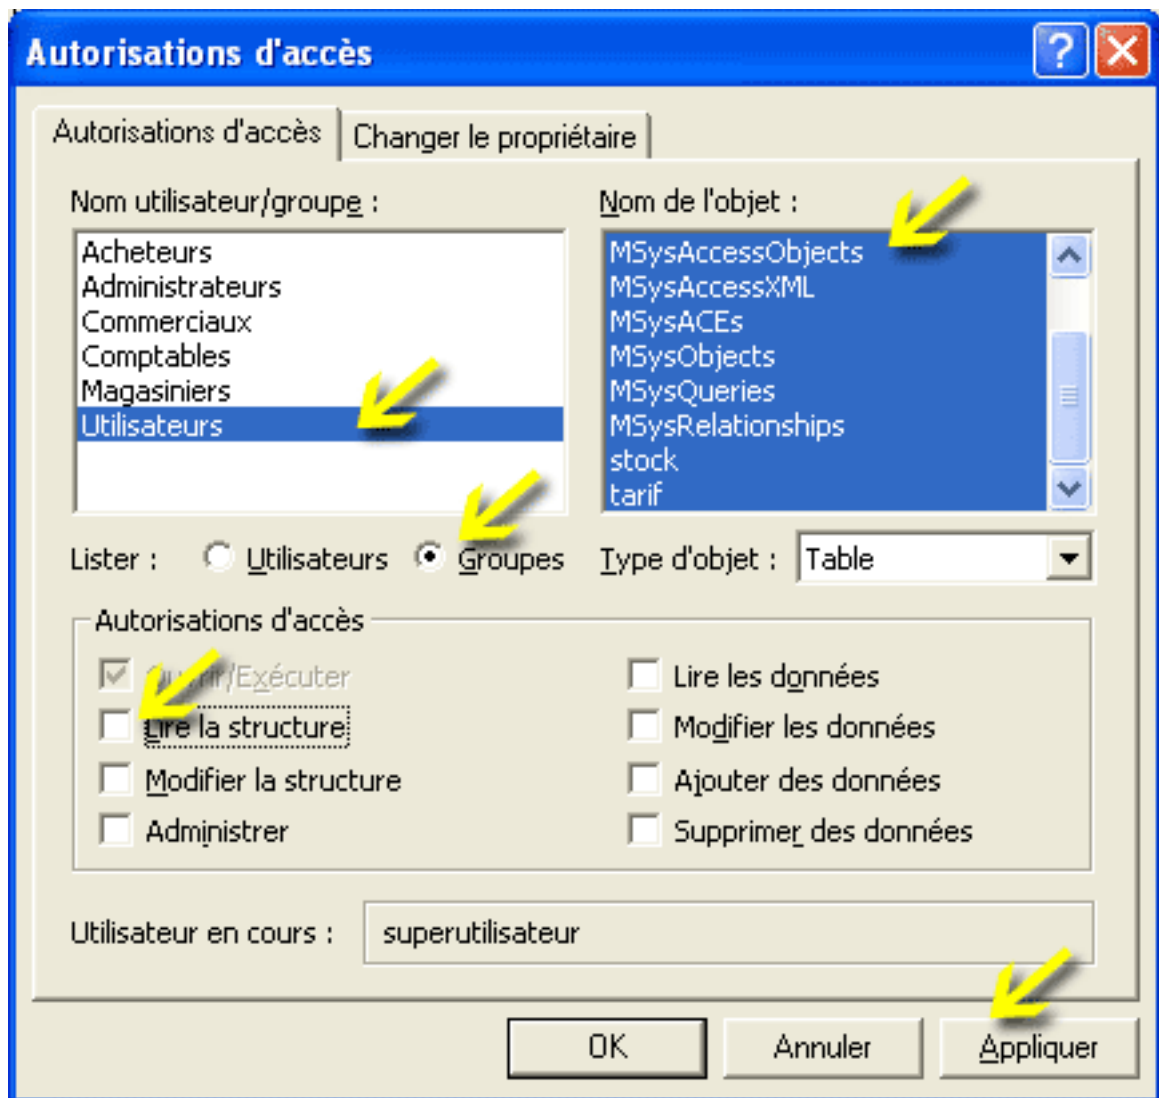 Autorisations d'accès
Autorisations d'accès
Changer le propriétaire
Nom utilisateur/groupe :
Acheteurs
Administrateurs
Commerciaux
Comptables
Magasiniers
Utilisateurs
Nom de l'objet :
MSysAccessObjects
MSysAccessXML
MSysACEs
MSysObjects
MSysQueries
MSysRelationships
stock
tarif
Lister : Utilisateurs Groupes
Type d'objet : Table
Autorisations d'accès
Ouvrir/Exécuter
Lire la structure
Modifier la structure
Administrer
Lire les données
Modifier les données
Ajouter des données
Supprimer des données
Utilisateur en cours : superutilisateur
OK
Annuler
Appliquer